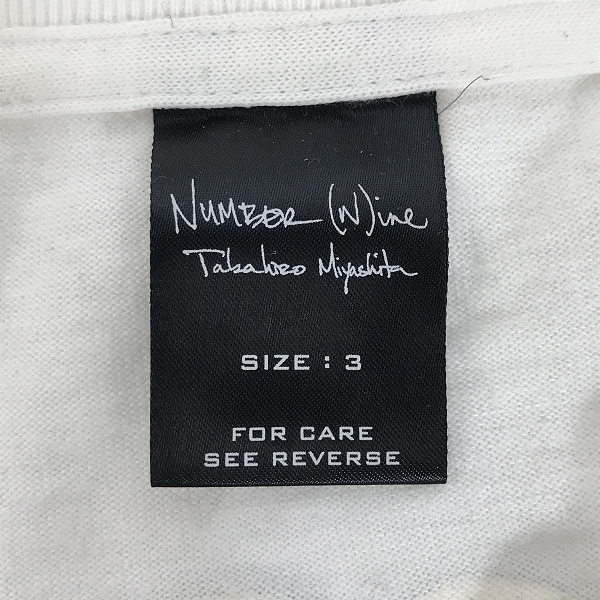 NUMBER (N)ine
Takahiro Miyashita
SIZE : 3
FOR CARE
SEE REVERSE